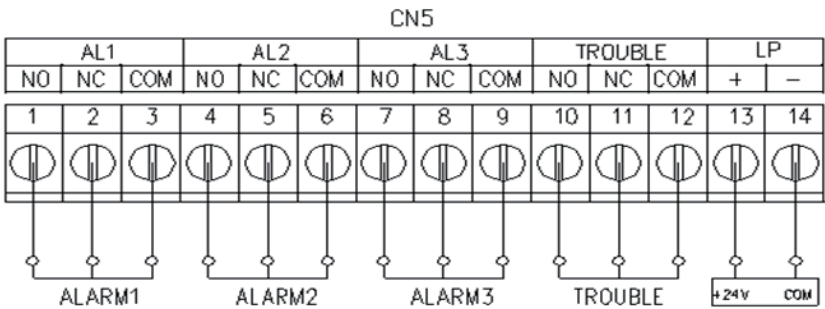 CN5
AL1 AL2 AL3 TROUBLE LP
NO NC COM NO NC COM NO NC COM NO NC COM + −
1 2 3 4 5 6 7 8 9 10 11 12 13 14
ALARM1 ALARM2 ALARM3 TROUBLE +24V COM